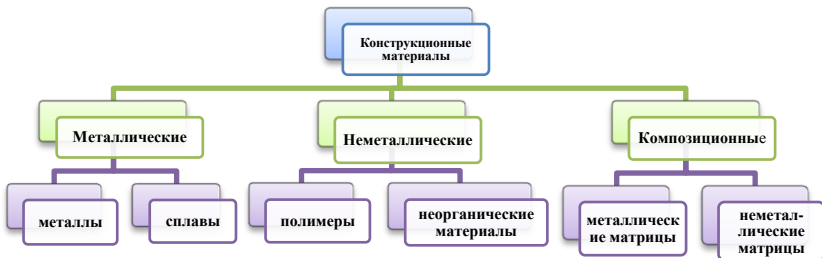 Конструкционные
материалы
Металлические
Неметаллические
Композиционные
металлы
сплавы
полимеры
неорганические
материалы
металлическ
ие матрицы
неметал-
лические
матрицы